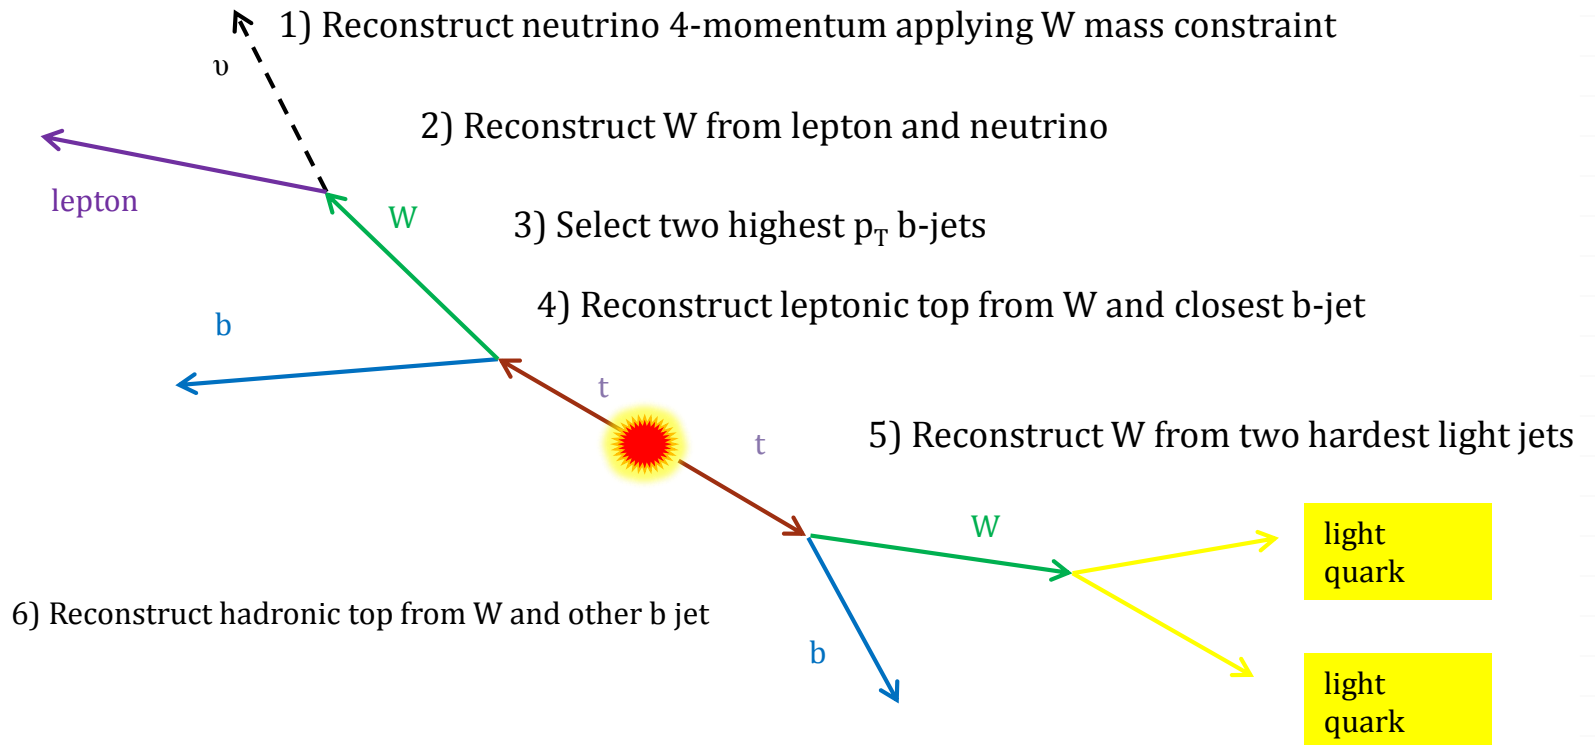 1) Reconstruct neutrino 4-momentum applying W mass constraint
υ
2) Reconstruct W from lepton and neutrino
lepton
W
3) Select two highest pT b-jets
4) Reconstruct leptonic top from W and closest b-jet
b
t
t
5) Reconstruct W from two hardest light jets
W
light
quark
6) Reconstruct hadronic top from W and other b jet
b
light
quark